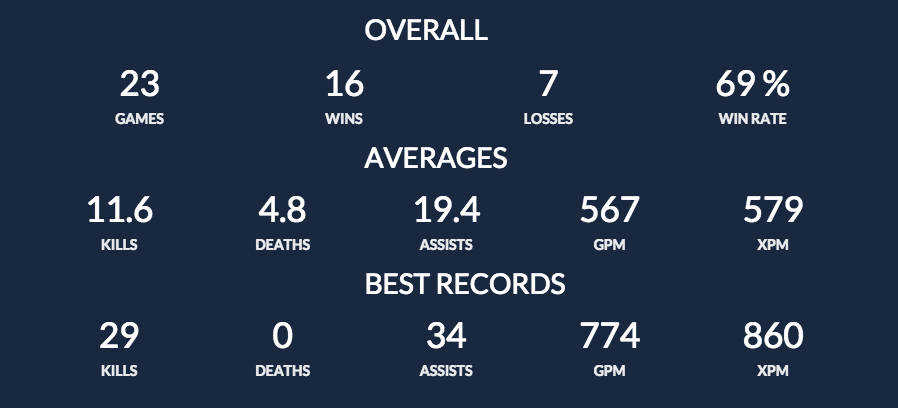 OVERALL
23 16 7 69 %
GAMES WINS LOSSES WIN RATE
AVERAGES
11.6 4.8 19.4 567 579
KILLS DEATHS ASSISTS GPM XPM
BEST RECORDS
29 0 34 774 860
KILLS DEATHS ASSISTS GPM XPM